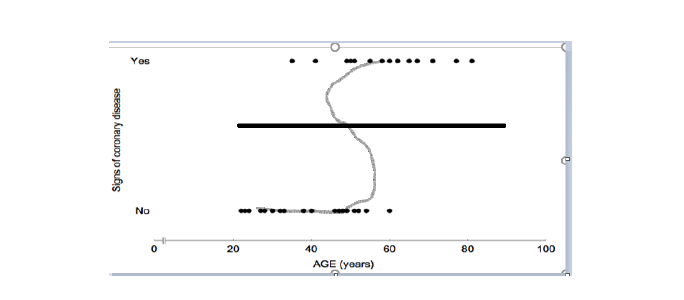 Yes
Signs of coronary disease
No
0 20 40 60 80 100
AGE (years)